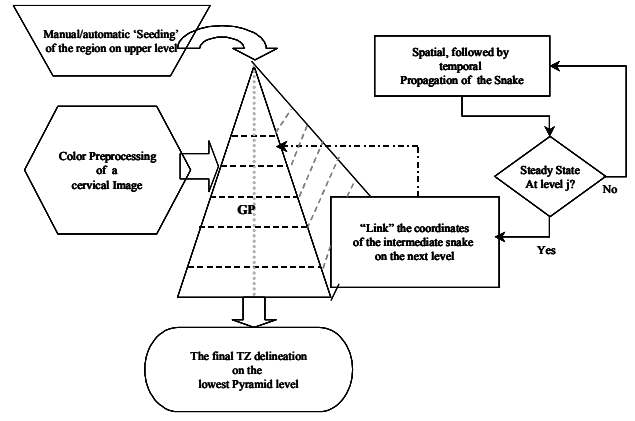 Manual/automatic 'Seeding'
of the region on upper level
Spatial, followed by
temporal
Propagation of the Snake
Color Preprocessing
of a
cervical Image
Steady State
At level j?
No
GP
"Link" the coordinates
of the intermediate snake
on the next level
Yes
The final TZ delineation
on the
lowest Pyramid level